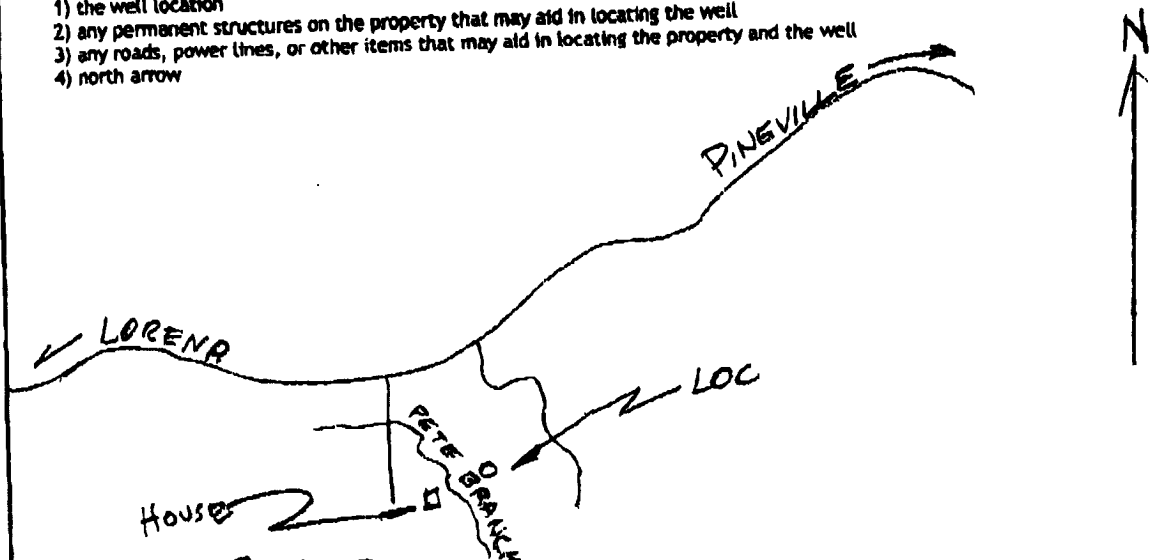 1) the well location
2) any permanent structures on the property that may aid in locating the well
3) any roads, power lines, or other items that may aid in locating the property and the well
4) north arrow
N
PINEVILLE
LORENA
LOC
PETE BRANCH
HOUSE